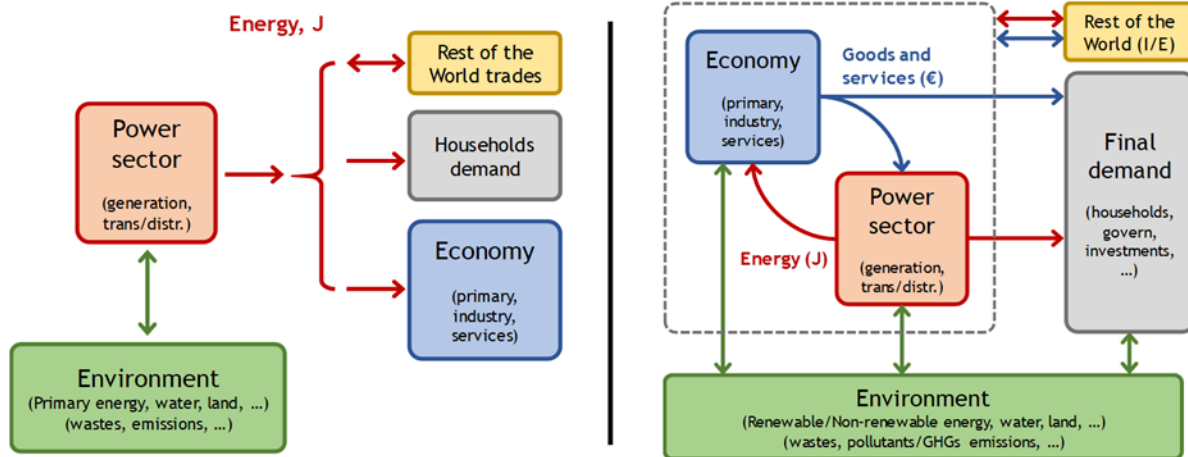 Energy, J
Rest of the
World trades
Power
sector
(generation,
trans/distr.)
Households
demand
Economy
(primary,
industry,
services)
Environment
(Primary energy, water, land, …)
(wastes, emissions, …)
Economy
(primary,
industry,
services)
Goods and
services (€)
Rest of the
World (I/E)
Final
demand
(households,
govern,
investments,
…)
Power
sector
(generation,
trans/distr.)
Energy (J)
Environment
(Renewable/Non-renewable energy, water, land, …)
(wastes, pollutants/GHGs emissions, …)